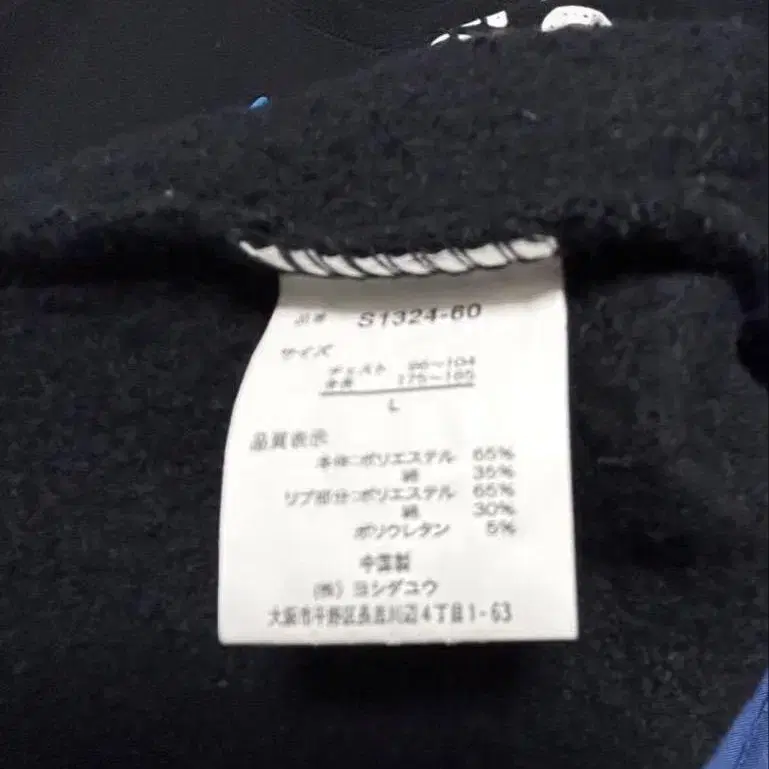 品番 S1324-60
サイズ
チェスト 96~104
身長 175~185
L
品質表示
本体:ポリエステル 65%
綿 35%
リブ部分:ポリエステル 65%
綿 30%
ポリウレタン 5%
中国製
(株) ヨシダユウ
大阪市平野区長吉川辺4丁目1-63